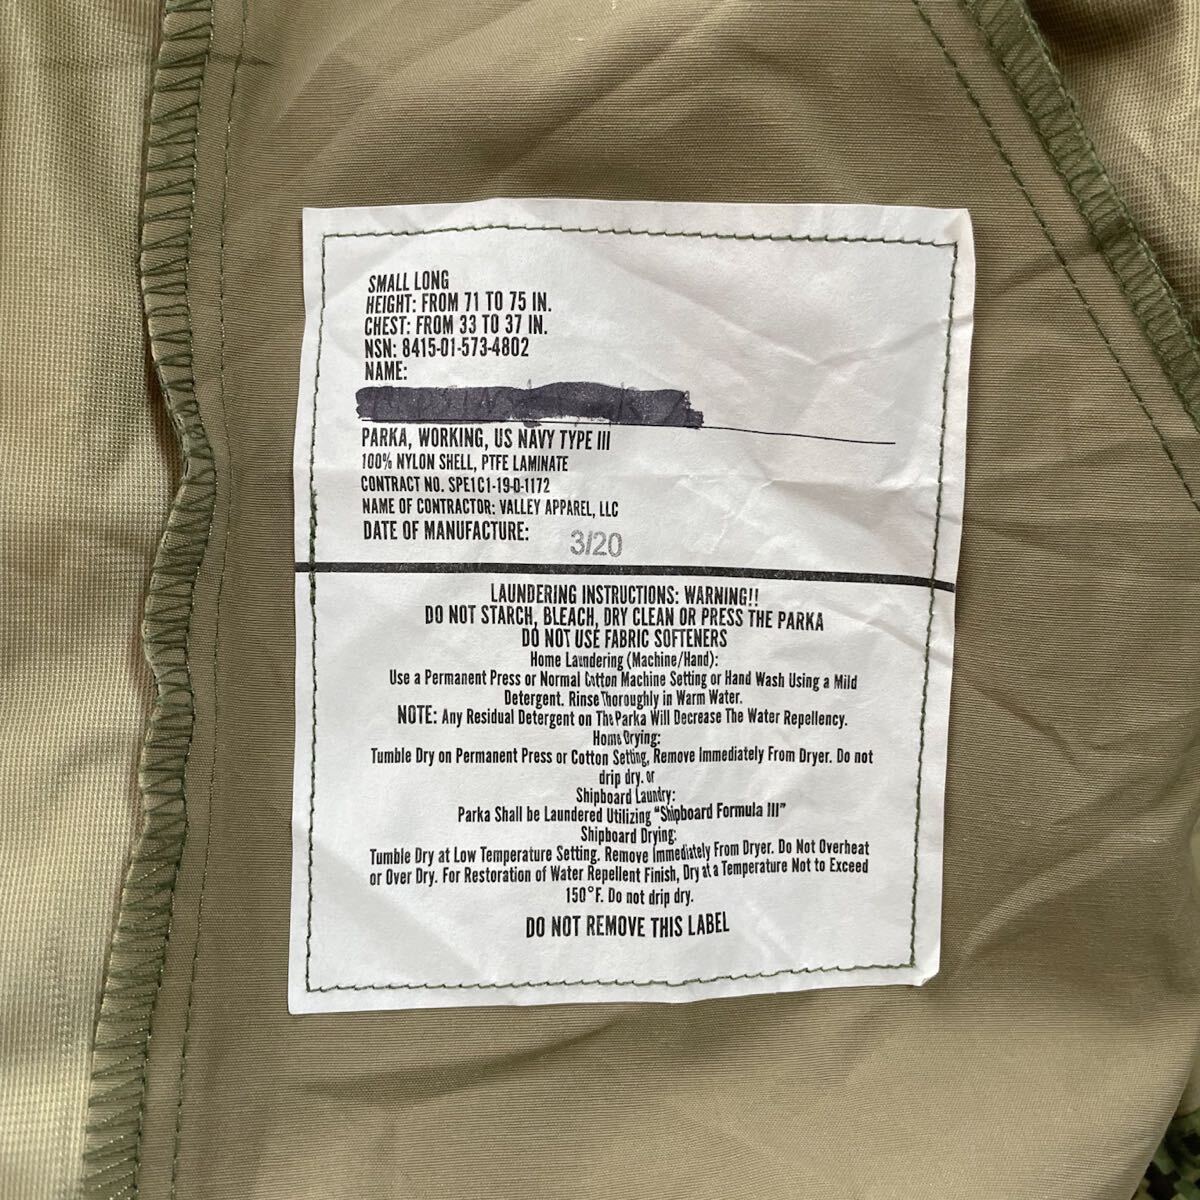 SMALL LONG
HEIGHT: FROM 71 TO 75 IN.
CHEST: FROM 33 TO 37 IN.
NSN: 8415-01-573-4802
NAME:
PARKA, WORKING, US NAVY TYPE III
100% NYLON SHELL, PTFE LAMINATE
CONTRACT NO. SPE1C1-19-D-1172
NAME OF CONTRACTOR: VALLEY APPAREL, LLC
DATE OF MANUFACTURE: 3/20
LAUNDERING INSTRUCTIONS: WARNING!!
DO NOT STARCH, BLEACH, DRY CLEAN OR PRESS THE PARKA
DO NOT USE FABRIC SOFTENERS
Home Laundering (Machine/Hand):
Use a Permanent Press or Normal Cotton Machine Setting or Hand Wash Using a Mild
Detergent. Rinse Thoroughly in Warm Water.
NOTE: Any Residual Detergent on The Parka Will Decrease The Water Repellency.
Home Drying:
Tumble Dry on Permanent Press or Cotton Setting, Remove Immediately From Dryer. Do not
drip dry. or
Shipboard Laundry:
Parka Shall be Laundered Utilizing "Shipboard Formula III"
Shipboard Drying:
Tumble Dry at Low Temperature Setting. Remove Immediately From Dryer. Do Not Overheat
or Over Dry. For Restoration of Water Repellent Finish, Dry at a Temperature Not to Exceed
150°F. Do not drip dry.
DO NOT REMOVE THIS LABEL